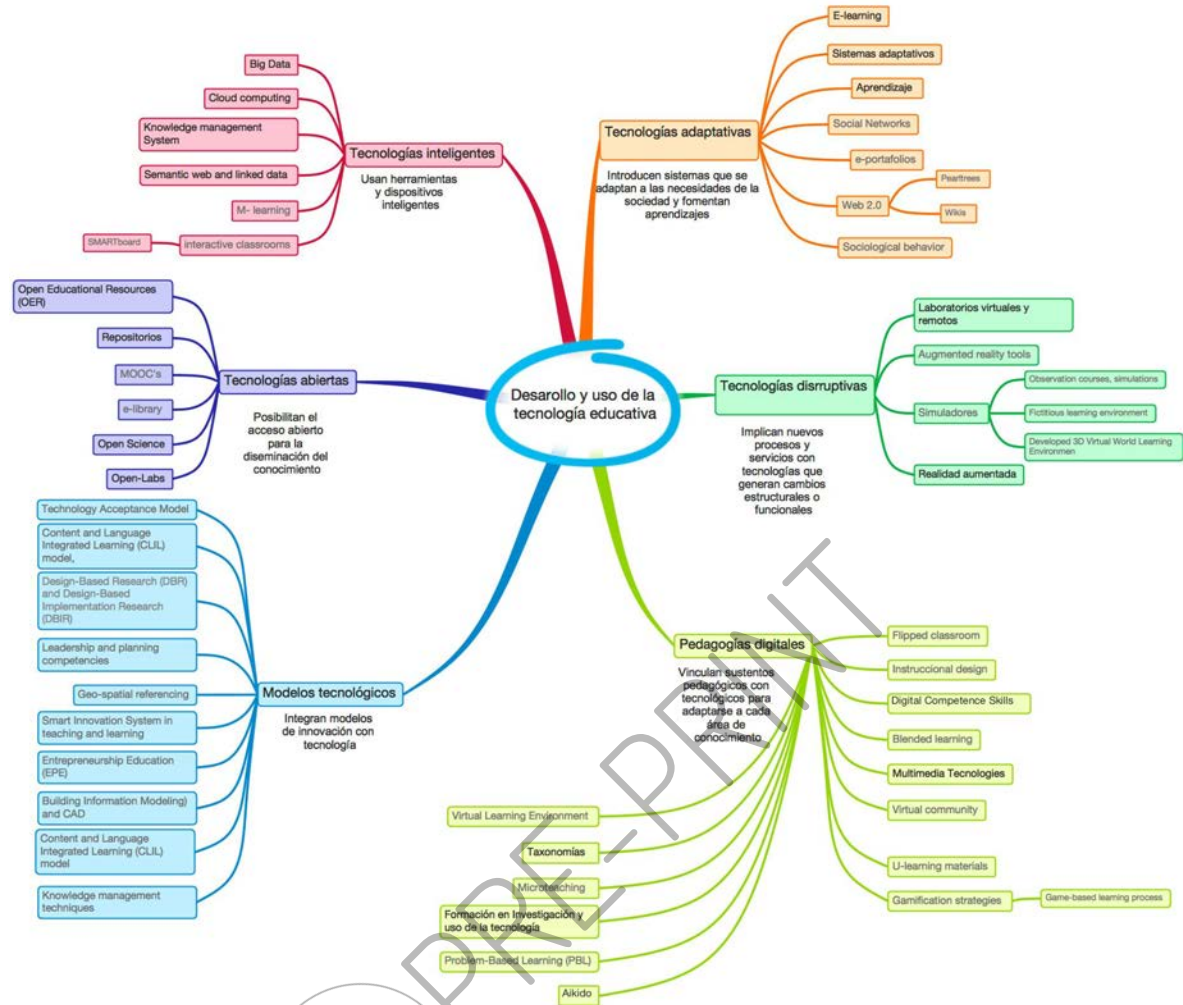 Big Data
Cloud computing
Knowledge management
System
Semantic web and linked data
M- learning
SMARTboard
interactive classrooms
Tecnologías inteligentes
Usan herramientas
y dispositivos
inteligentes
E-learning
Sistemas adaptativos
Aprendizaje
Social Networks
e-portafolios
Web 2.0
Pearltrees
Wikis
Sociological behavior
Tecnologías adaptativas
Introducen sistemas que se
adaptan a las necesidades de la
sociedad y fomentan
aprendizajes
Open Educational Resources
(OER)
Repositorios
MOOC's
e-library
Open Science
Open-Labs
Tecnologías abiertas
Posibilitan el
acceso abierto
para la
diseminación del
conocimiento
Desarollo y uso de la
tecnología educativa
Tecnologías disrruptivas
Implican nuevos
procesos y
servicios con
tecnologías que
generan cambios
estructurales o
funcionales
Laboratorios virtuales y
remotos
Augmented reality tools
Simuladores
Observation courses, simulations
Fictitious learning environment
Developed 3D Virtual World Learning
Environmen
Realidad aumentada
Technology Acceptance Model
Content and Language
Integrated Learning (CLIL)
model,
Design-Based Research (DBR)
and Design-Based
Implementation Research
(DBIR)
Leadership and planning
competencies
Geo-spatial referencing
Smart Innovation System in
teaching and learning
Entrepreneurship Education
(EPE)
Building Information Modeling)
and CAD
Content and Language
Integrated Learning (CLIL)
model
Knowledge management
techniques
Modelos tecnológicos
Integran modelos
de innovación con
tecnología
Pedagogías digitales
Vinculan sustentos
pedagógicos con
tecnológicos para
adaptarse a cada
área de
conocimiento
Flipped classroom
Instruccional design
Digital Competence Skills
Blended learning
Multimedia Tecnologies
Virtual community
U-learning materials
Gamification strategies
Game-based learning process
Virtual Learning Environment
Taxonomías
Microteaching
Formación en Investigación y
uso de la tecnología
Problem-Based Learning (PBL)
Aikido
PRE-PRINT